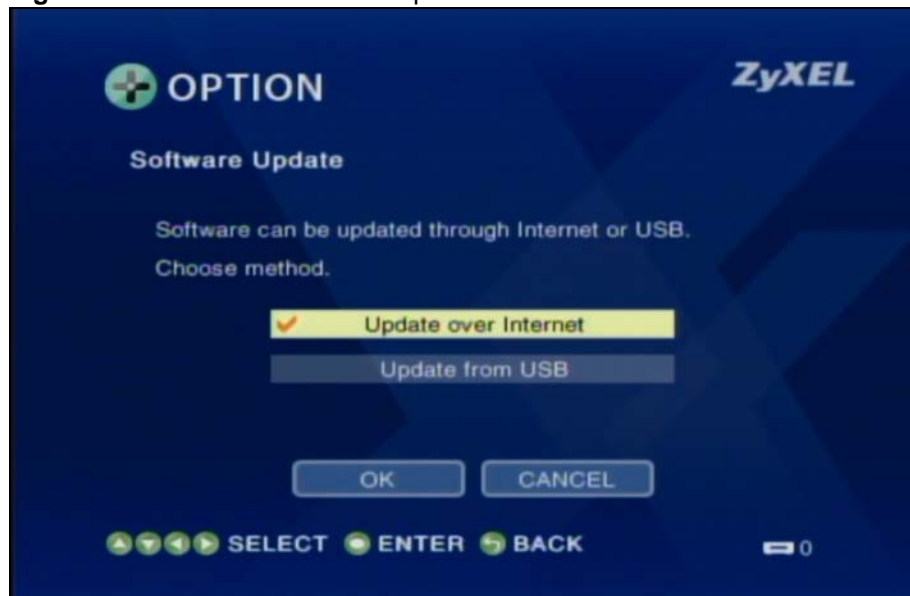 OPTION
ZyXEL
Software Update
Software can be updated through Internet or USB.
Choose method.
Update over Internet
Update from USB
OK CANCEL
SELECT ENTER BACK
0